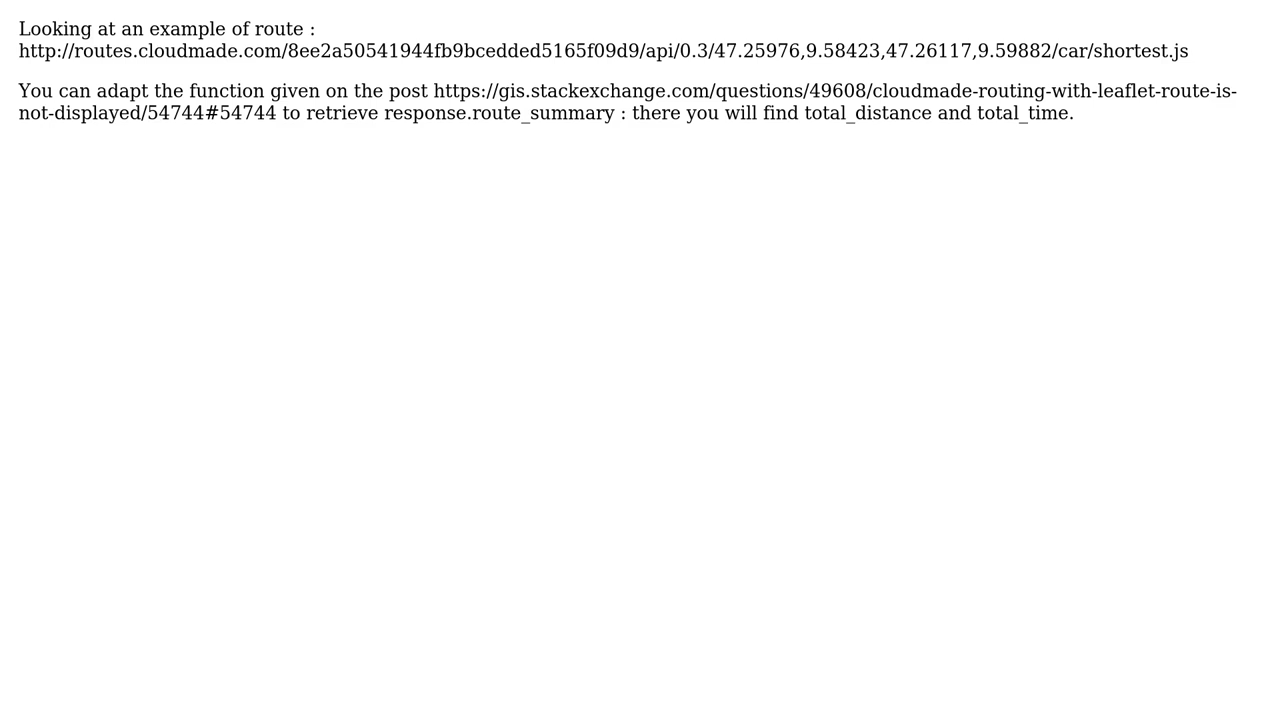 Looking at an example of route :
http://routes.cloudmade.com/8ee2a50541944fb9bcedded5165f09d9/api/0.3/47.25976,9.58423,47.26117,9.59882/car/shortest.js
You can adapt the function given on the post https://gis.stackexchange.com/questions/49608/cloudmade-routing-with-leaflet-route-is-
not-displayed/54744#54744 to retrieve response.route_summary : there you will find total_distance and total_time.